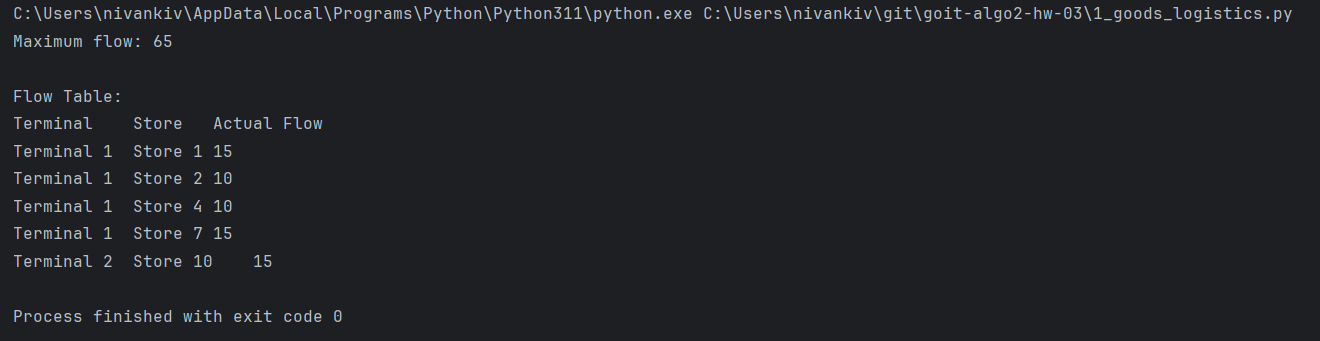 C:\Users\nivankiv\AppData\Local\Programs\Python\Python311\python.exe C:\Users\nivankiv\git\goit-algo2-hw-03\1_goods_logistics.py
Maximum flow: 65
Flow Table:
Terminal    Store   Actual Flow
Terminal 1  Store 1 15
Terminal 1  Store 2 10
Terminal 1  Store 4 10
Terminal 1  Store 7 15
Terminal 2  Store 10    15
Process finished with exit code 0